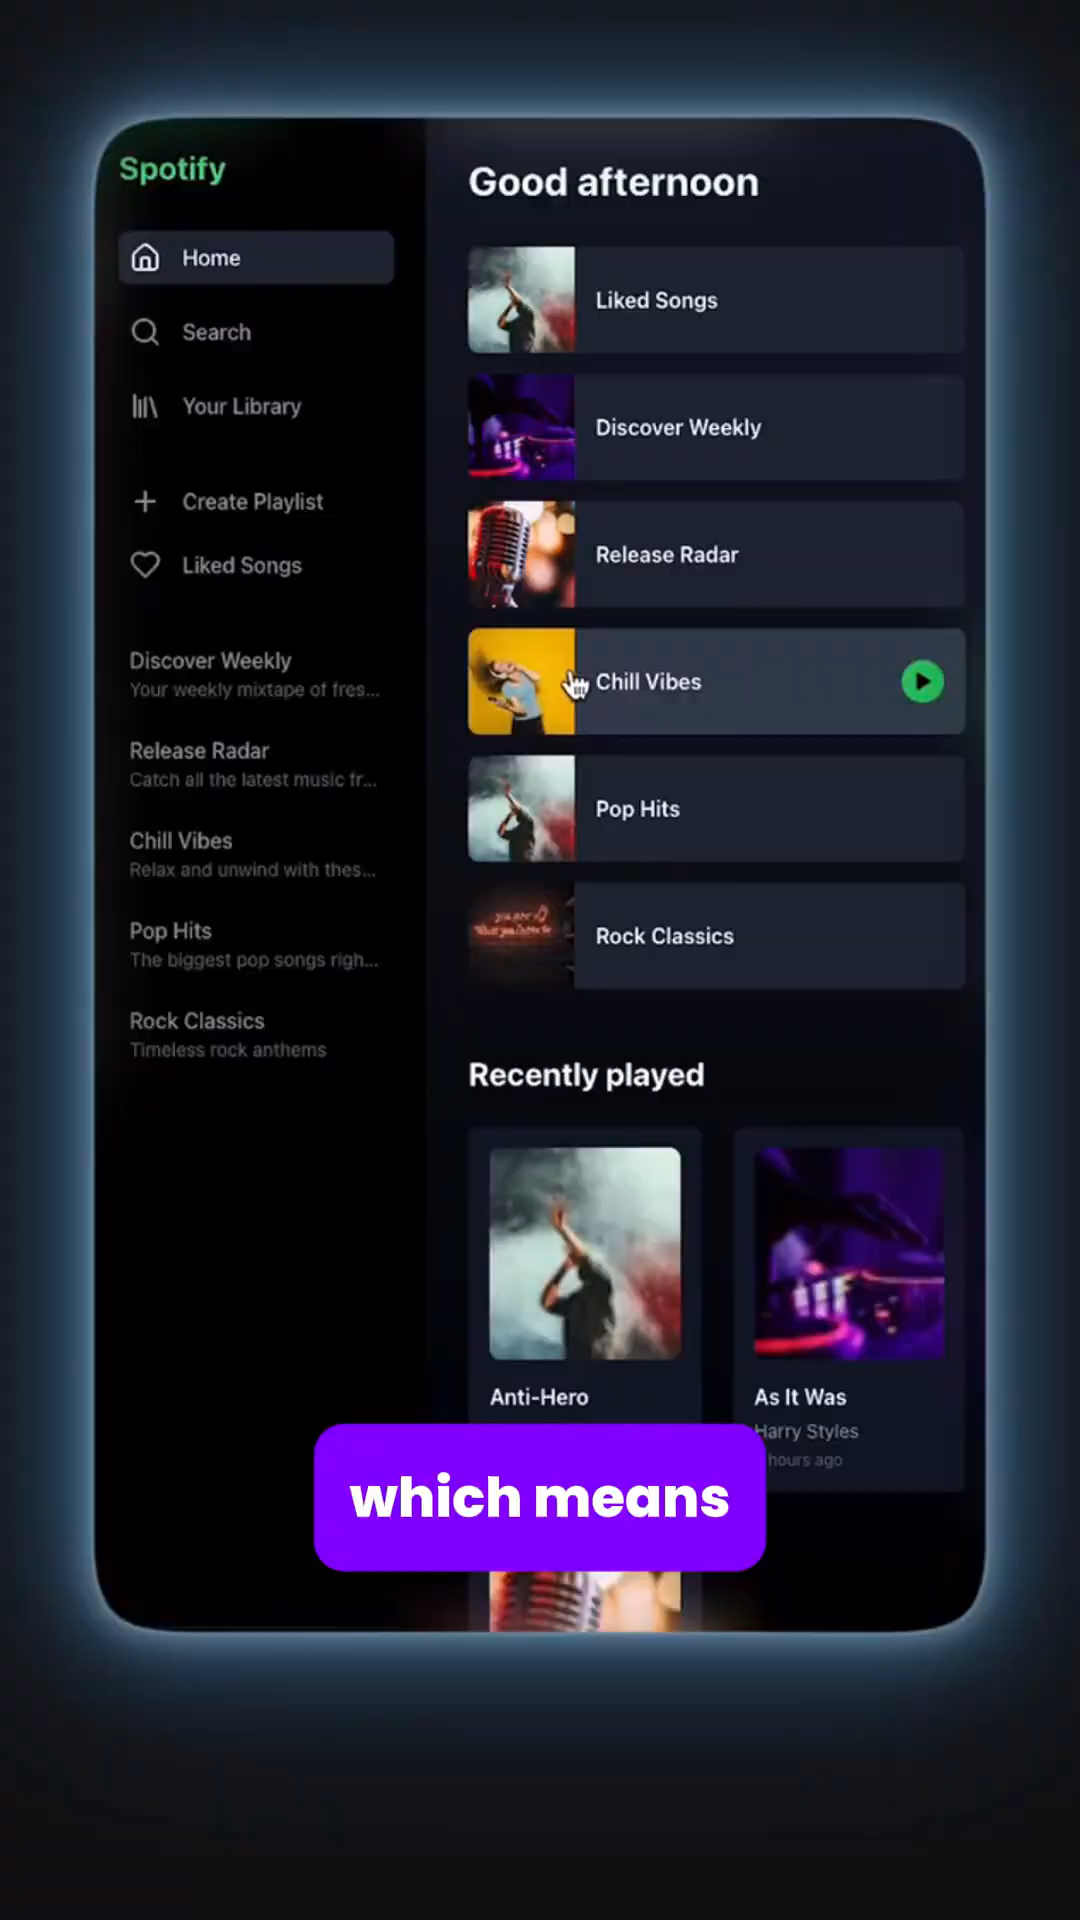 Spotify
Home
Search
Your Library
Create Playlist
Liked Songs
Discover Weekly
Your weekly mixtape of fres...
Release Radar
Catch all the latest music fr...
Chill Vibes
Relax and unwind with thes...
Pop Hits
The biggest pop songs righ...
Rock Classics
Timeless rock anthems
Good afternoon
Liked Songs
Discover Weekly
Release Radar
Chill Vibes
Pop Hits
Rock Classics
Recently played
Anti-Hero
As It Was
Harry Styles
hours ago
which means